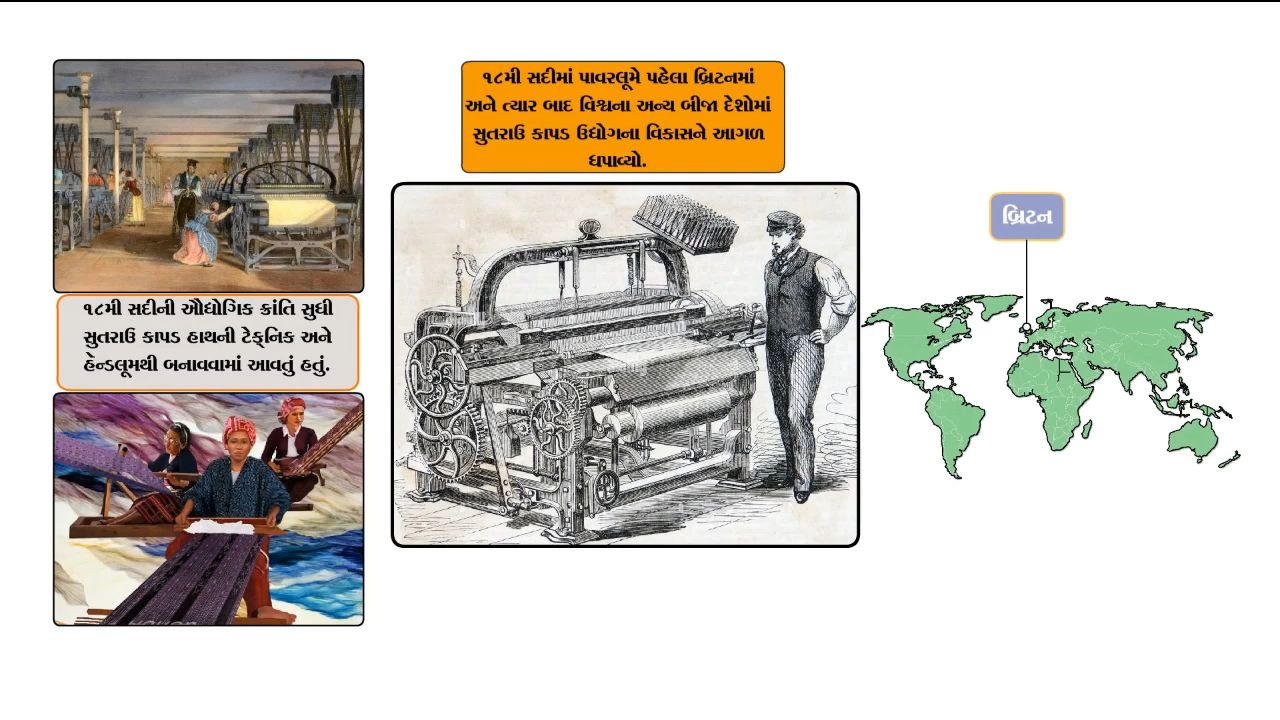 ૧૮મી સદીની ઔદ્યોગિક ક્રાંતિ સુધી
સુતરાઉ કાપડ હાથની ટેક્નિક અને
હેન્ડલૂમથી બનાવવામાં આવતું હતું.
૧૮મી સદીમાં પાવરલૂમે પહેલા બ્રિટનમાં
અને ત્યાર બાદ વિશ્વના અન્ય બીજા દેશોમાં
સુતરાઉ કાપડ ઉદ્યોગના વિકાસને આગળ
ધપાવ્યો.
બ્રિટન